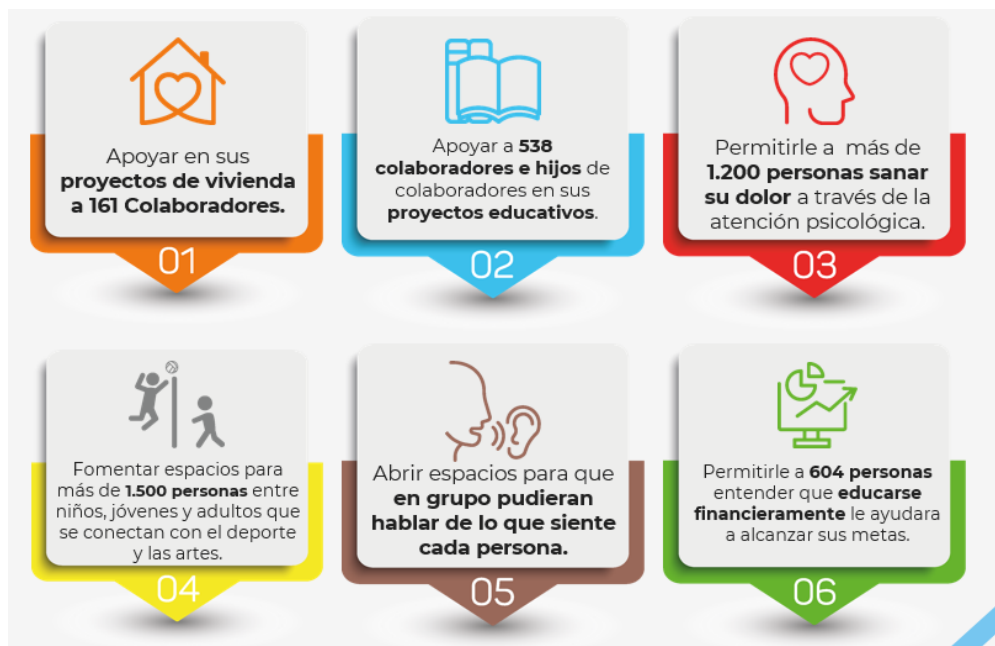 Apoyar en sus
proyectos de vivienda
a 161 Colaboradores.
01
Apoyar a 538
colaboradores e hijos de
colaboradores en sus
proyectos educativos.
02
Permitirle a más de
1.200 personas sanar
su dolor a través de la
atención psicológica.
03
Fomentar espacios para
más de 1.500 personas entre
niños, jóvenes y adultos que
se conectan con el deporte
y las artes.
04
Abrir espacios para que
en grupo pudieran
hablar de lo que siente
cada persona.
05
Permitirle a 604 personas
entender que educarse
financieramente le ayudara
a alcanzar sus metas.
06